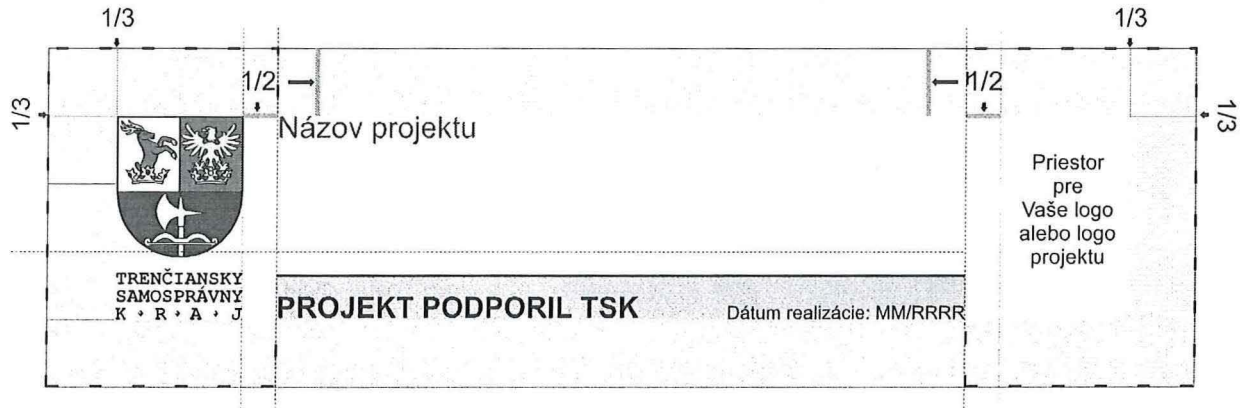 1/3
1/3
1/2
1/2
1/3
1/3
Názov projektu
Priestor
pre
Vaše logo
alebo logo
projektu
TRENČIANSKY
SAMOSPRÁVNY
K · R · A · J
PROJEKT PODPORIL TSK
Dátum realizácie: MM/RRRR